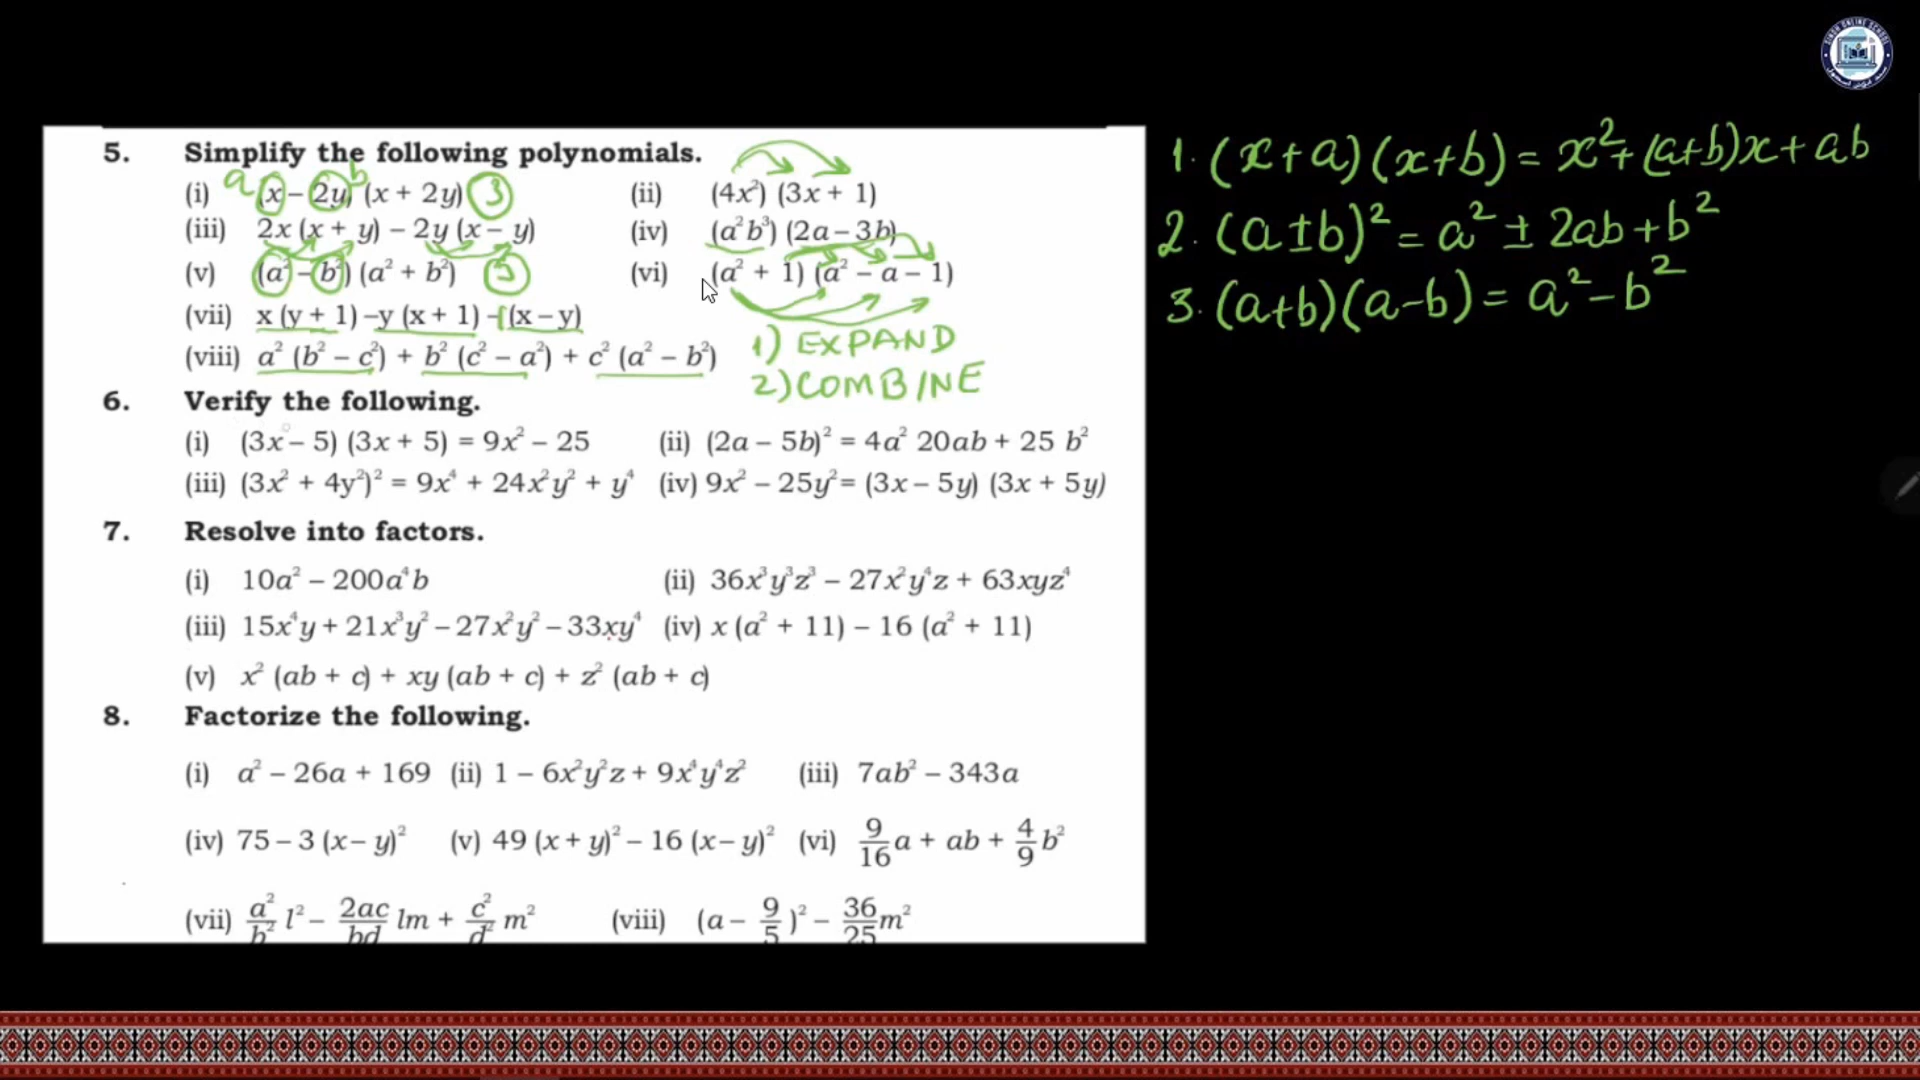 SINDH ONLINE SCHOOL
5. Simplify the following polynomials.
(i) (x – 2y) (x + 2y) (ii) (4x²) (3x + 1)
a b 3
(iii) 2x (x + y) – 2y (x – y) (iv) (a²b³) (2a – 3b)
(v) (a² – b²) (a² + b²) (vi) (a² + 1) (a² – a – 1)
3
(vii) x (y + 1) –y (x + 1) –(x – y)
1
(viii) a² (b² – c²) + b² (c² – a²) + c² (a² – b²)
1) EXPAND
2) COMBINE
6. Verify the following.
(i) (3x – 5) (3x + 5) = 9x² – 25 (ii) (2a – 5b)² = 4a² 20ab + 25 b²
(iii) (3x² + 4y²)² = 9x⁴ + 24x²y² + y⁴ (iv) 9x² – 25y² = (3x – 5y) (3x + 5y)
7. Resolve into factors.
(i) 10a² – 200a⁴b (ii) 36x³y³z³ – 27x²y⁴z + 63xyz⁴
(iii) 15x⁴y + 21x³y² – 27x²y² – 33xy⁴ (iv) x (a² + 11) – 16 (a² + 11)
(v) x² (ab + c) + xy (ab + c) + z² (ab + c)
8. Factorize the following.
(i) a² – 26a + 169 (ii) 1 – 6x²y²z + 9x⁴y⁴z² (iii) 7ab² – 343a
(iv) 75 – 3 (x – y)² (v) 49 (x + y)² – 16 (x – y)² (vi) 9/16 a + ab + 4/9 b²
(vii) a²/b² l² – 2ac/bd lm + c²/d² m² (viii) (a – 9/5)² – 36/25 m²
1. (x+a)(x+b) = x²+(a+b)x+ab
2. (a±b)² = a² ± 2ab+b²
3. (a+b)(a-b) = a²-b²